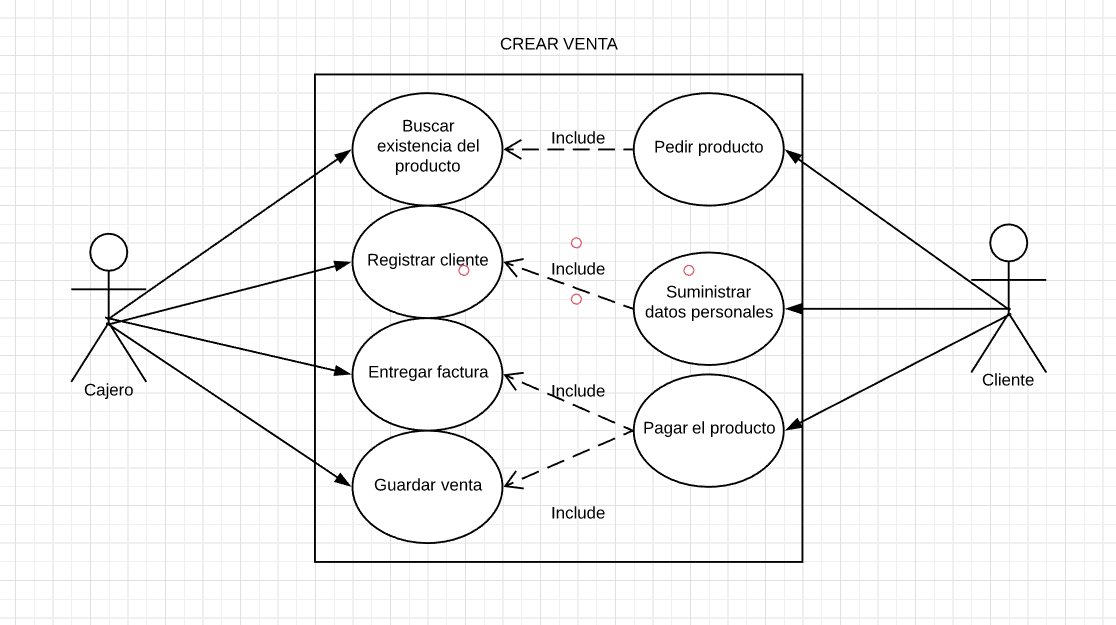 CREAR VENTA
Buscar
existencia del
producto
Include
Pedir producto
Registrar cliente
Include
Suministrar
datos personales
Entregar factura
Include
Pagar el producto
Guardar venta
Include
Cajero
Cliente